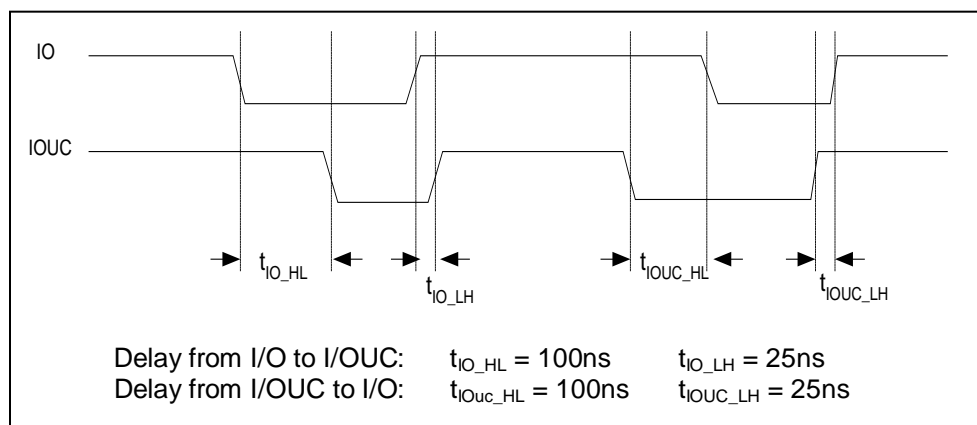 IO
IOUC
tIO_HL
tIO_LH
tIOUC_HL
tIOUC_LH
Delay from I/O to I/OUC: tIO_HL = 100ns tIO_LH = 25ns
Delay from I/OUC to I/O: tIOuc_HL = 100ns tIOUC_LH = 25ns